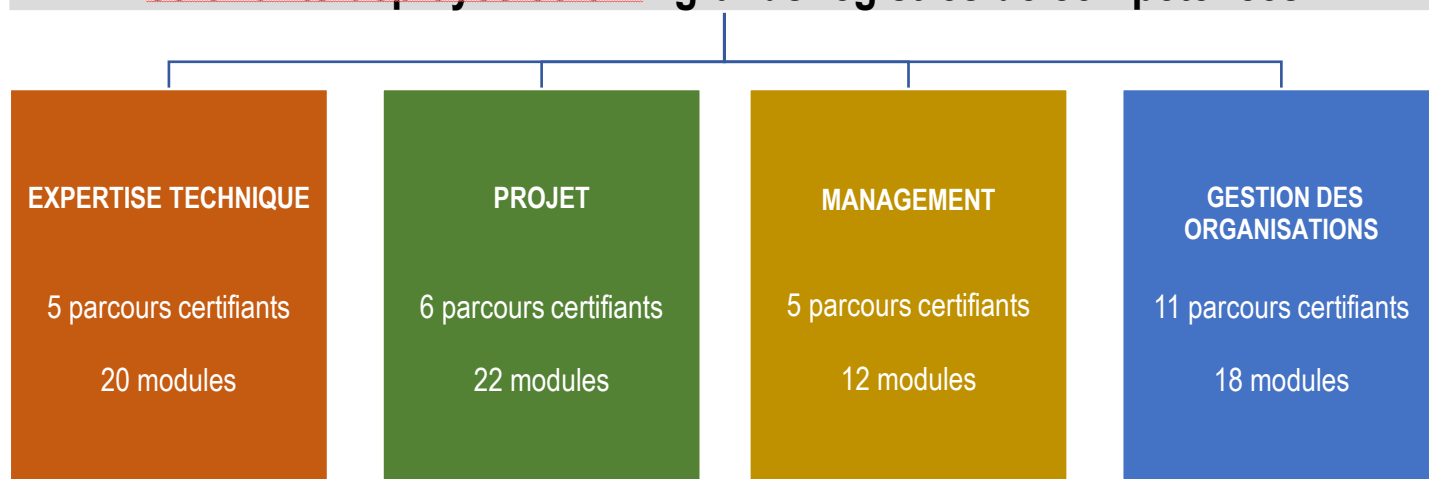 EXPERTISE TECHNIQUE
5 parcours certifiants
20 modules
PROJET
6 parcours certifiants
22 modules
MANAGEMENT
5 parcours certifiants
12 modules
GESTION DES
ORGANISATIONS
11 parcours certifiants
18 modules